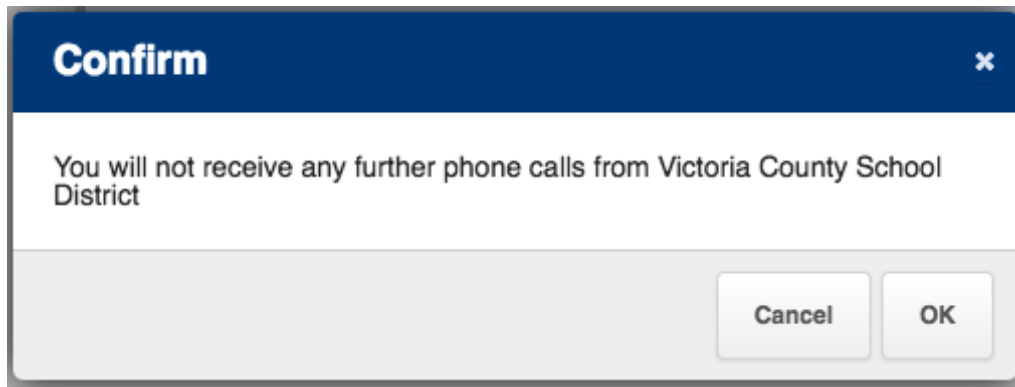 Confirm
×
You will not receive any further phone calls from Victoria County School
District
Cancel
OK